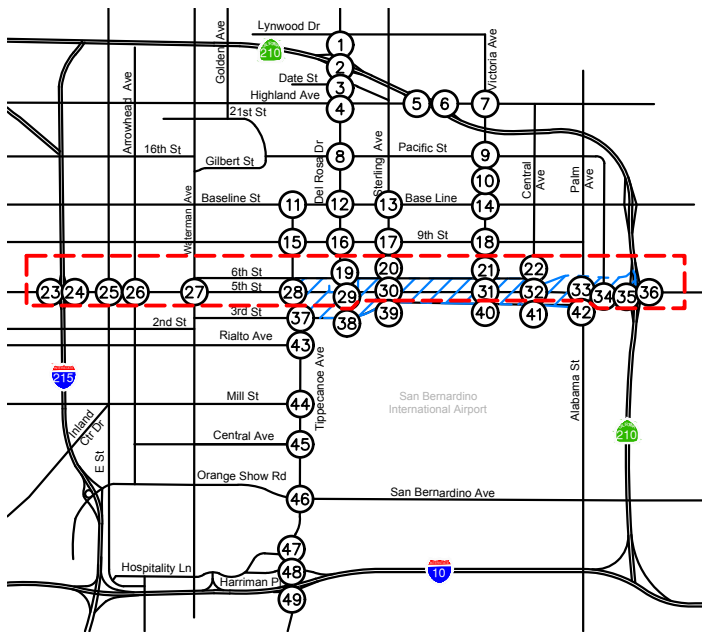 Lynwood Dr
Golden Ave
Victoria Ave
1
210
2
Arrowhead Ave
Date St
3
Highland Ave
4
5
6
7
21st St
16th St
Gilbert St
8
Pacific St
9
Del Rosa Dr
Sterling Ave
Central
Ave
Palm
Ave
10
Waterman Ave
Baseline St
11
12
13
Base Line
14
15
16
17
9th St
18
6th St
19
20
21
22
5th St
23
24
25
26
27
28
29
30
31
32
33
34
35
36
3rd St
2nd St
37
38
39
40
41
42
Rialto Ave
43
215
Tippecanoe Ave
Alabama St
San Bernardino
International Airport
Mill St
44
Inland
Ctr Dr
E St
Central Ave
45
210
Orange Show Rd
46
San Bernardino Ave
47
Hospitality Ln
48
10
Harriman P
49